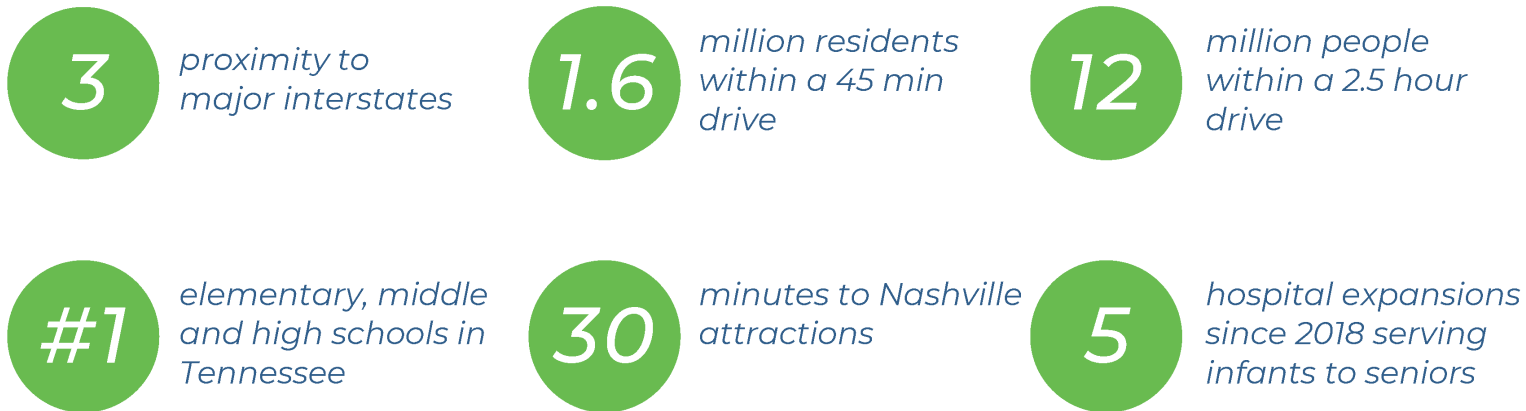 3
proximity to
major interstates
1.6
million residents
within a 45 min
drive
12
million people
within a 2.5 hour
drive
#1
elementary, middle
and high schools in
Tennessee
30
minutes to Nashville
attractions
5
hospital expansions
since 2018 serving
infants to seniors